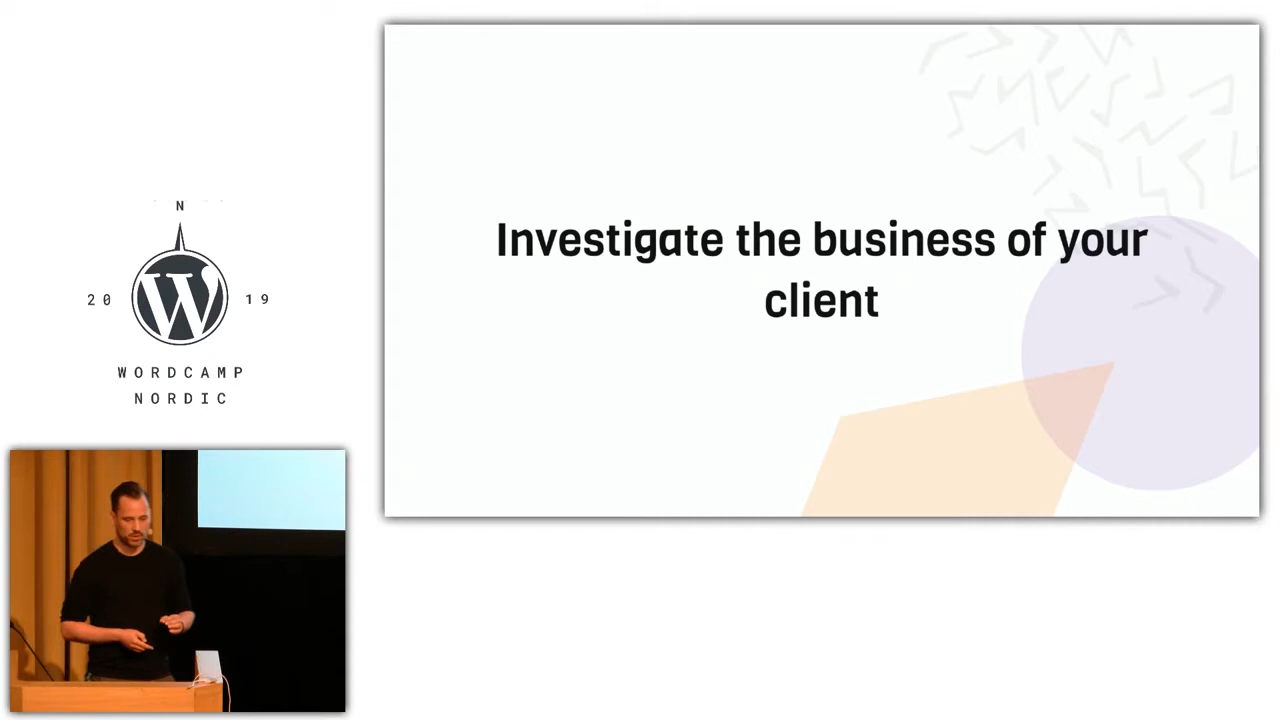 N
20 19
WORDCAMP
NORDIC
Investigate the business of your
client